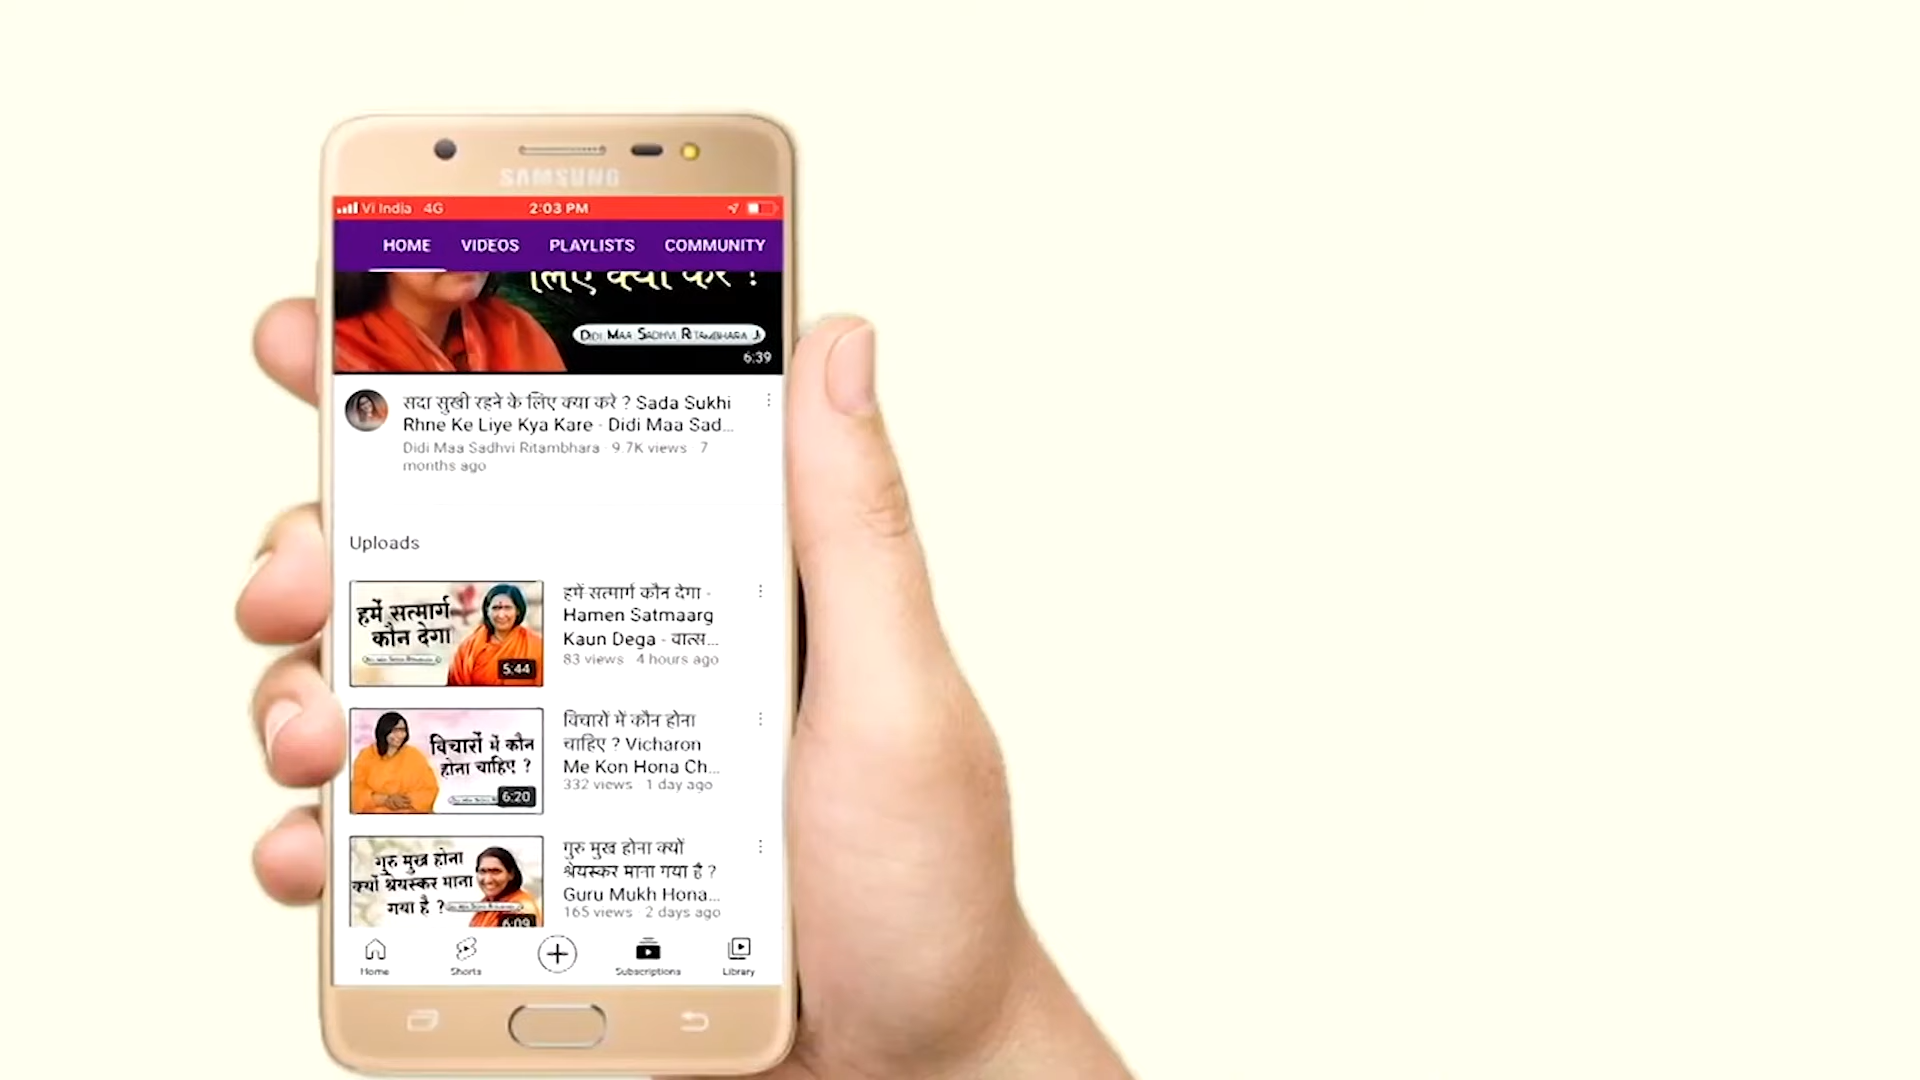 SAMSUNG
Vi India 4G 2:03 PM
HOME VIDEOS PLAYLISTS COMMUNITY
लिए क्या करे ?
DIDI MAA SADHVI RITAMBHARA JI
6:39
सदा सुखी रहने के लिए क्या करे ? Sada Sukhi
Rhne Ke Liye Kya Kare - Didi Maa Sad...
Didi Maa Sadhvi Ritambhara · 9.7K views · 7
months ago
Uploads
हमें सत्मार्ग
कौन देगा
5:44
हमें सत्मार्ग कौन देगा -
Hamen Satmaarg
Kaun Dega - वात्स...
83 views · 4 hours ago
विचारों में कौन
होना चाहिए ?
6:20
विचारों में कौन होना
चाहिए ? Vicharon
Me Kon Hona Ch...
332 views · 1 day ago
गुरु मुख होना
क्यों श्रेयस्कर माना
गया है ?
6:09
गुरु मुख होना क्यों
श्रेयस्कर माना गया है ?
Guru Mukh Hona...
165 views · 2 days ago
Home Shorts Subscriptions Library